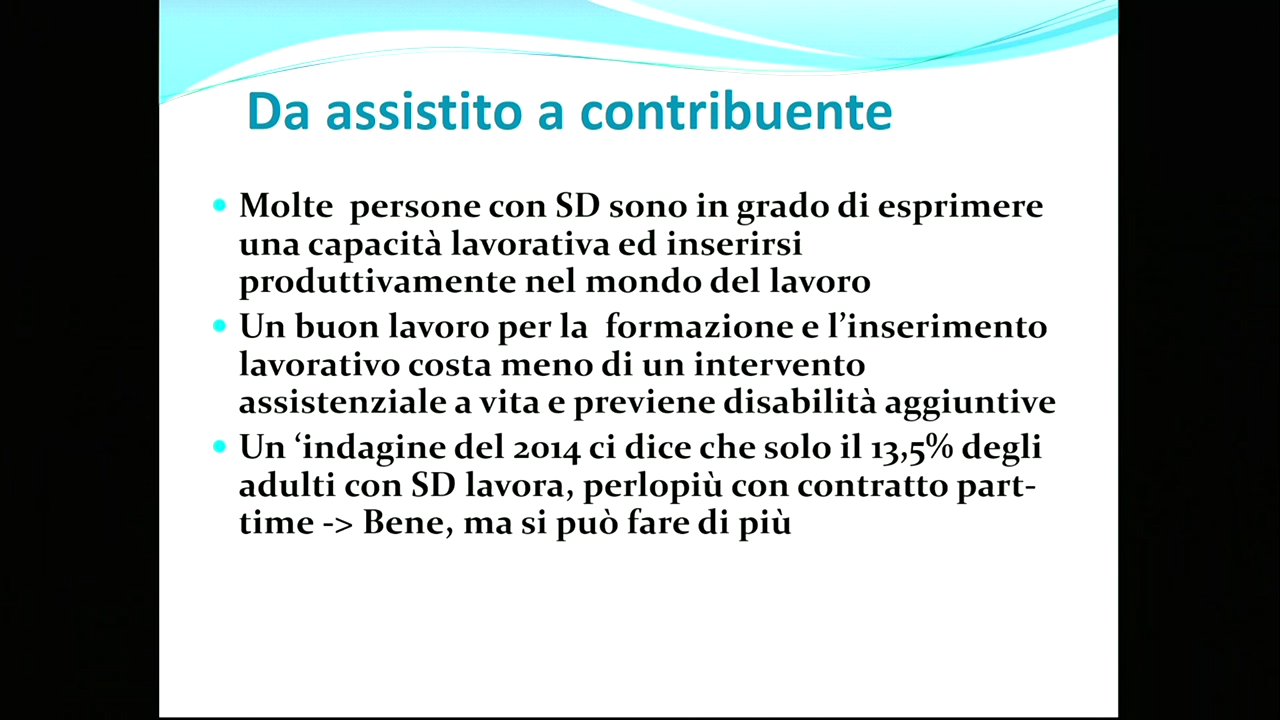 Da assistito a contribuente
• Molte  persone con SD sono in grado di esprimere
una capacità lavorativa ed inserirsi
produttivamente nel mondo del lavoro
• Un buon lavoro per la  formazione e l’inserimento
lavorativo costa meno di un intervento
assistenziale a vita e previene disabilità aggiuntive
• Un ‘indagine del 2014 ci dice che solo il 13,5% degli
adulti con SD lavora, perlopiù con contratto part-
time -> Bene, ma si può fare di più